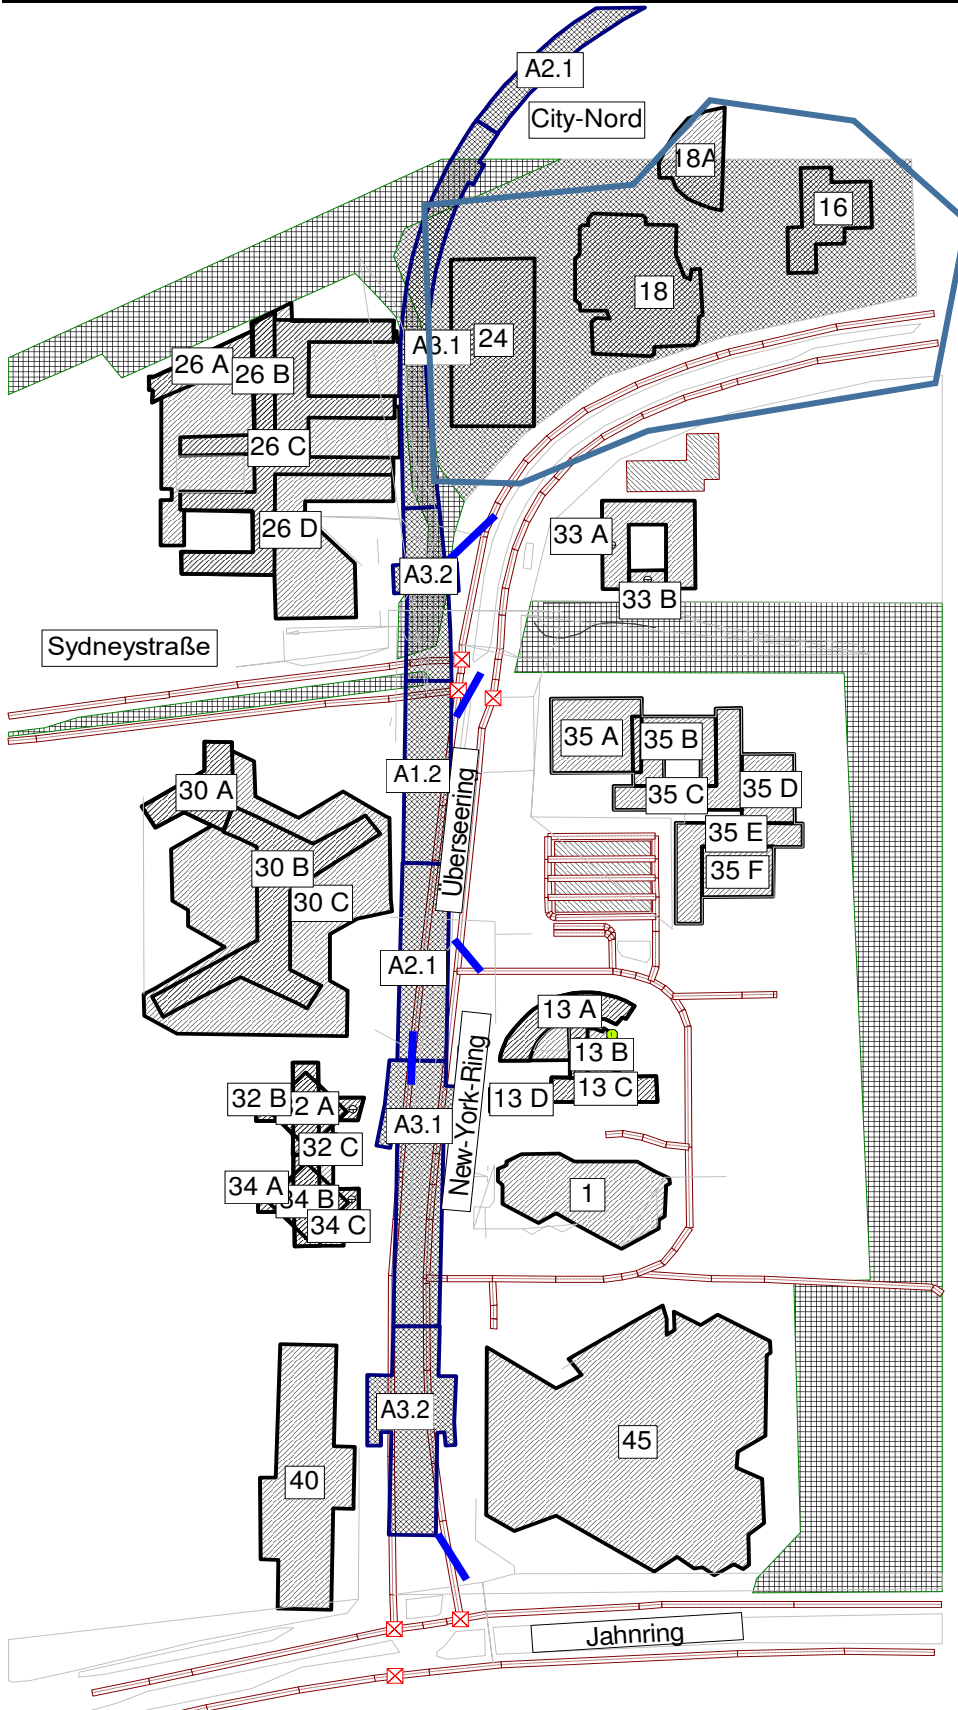 A2.1
City-Nord
18A
16
18
A3.1
24
26 A
26 B
26 C
26 D
33 A
A3.2
33 B
Sydneystraße
35 A
35 B
A1.2
30 A
35 C
35 D
Überseering
35 E
30 B
35 F
30 C
A2.1
13 A
13 B
New-York-Ring
13 C
13 D
32 B
32 A
A3.1
32 C
34 A
34 B
1
34 C
A3.2
45
40
Jahnring